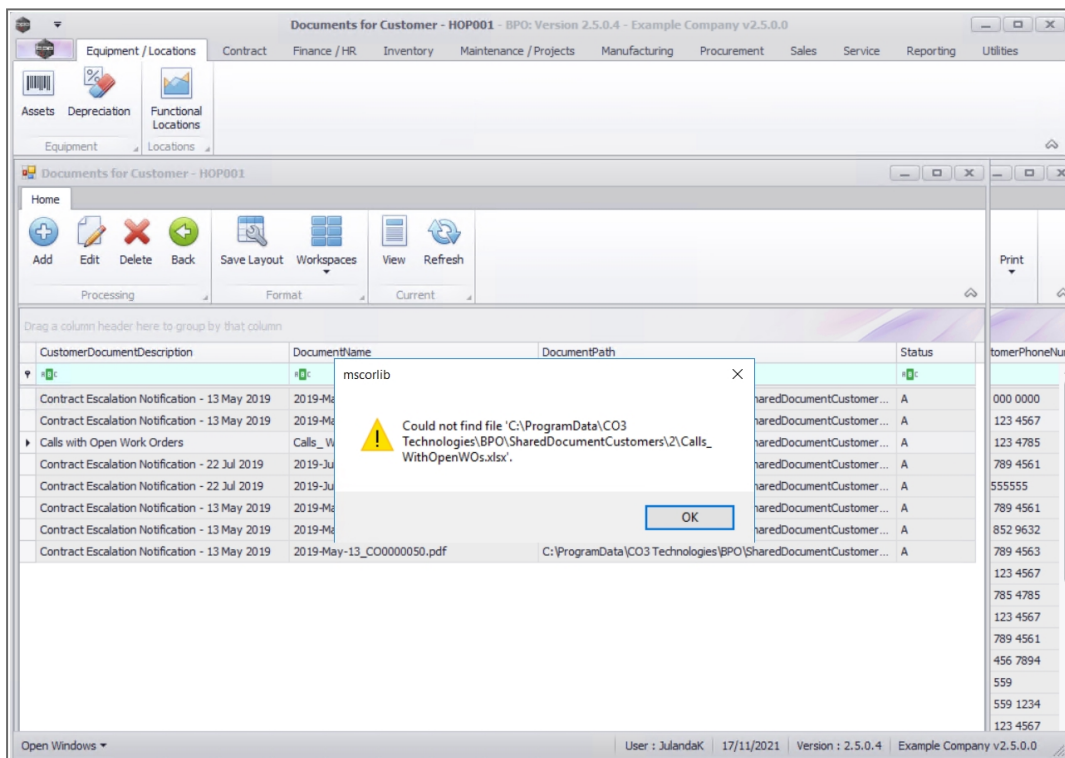 Documents for Customer - HOP001 - BPO: Version 2.5.0.4 - Example Company v2.5.0.0
Equipment / Locations Contract Finance / HR Inventory Maintenance / Projects Manufacturing Procurement Sales Service Reporting Utilities
Assets Depreciation Functional Locations
Equipment Locations
Documents for Customer - HOP001
Home
Add Edit Delete Back Save Layout Workspaces View Refresh Print
Processing Format Current
Drag a column header here to group by that column
CustomerDocumentDescription DocumentName DocumentPath Status tomerPhoneNu
mscorlib
Could not find file 'C:\ProgramData\CO3
Technologies\BPO\SharedDocumentCustomers\2\Calls_
WithOpenWOs.xlsx'.
OK
Contract Escalation Notification - 13 May 2019 2019-Ma haredDocumentCustomer... A 000 0000
Contract Escalation Notification - 13 May 2019 2019-Ma haredDocumentCustomer... A 123 4567
Calls with Open Work Orders Calls_ W haredDocumentCustomer... A 123 4785
Contract Escalation Notification - 22 Jul 2019 2019-Ju haredDocumentCustomer... A 789 4561
Contract Escalation Notification - 22 Jul 2019 2019-Ju haredDocumentCustomer... A 555555
Contract Escalation Notification - 13 May 2019 2019-Ma haredDocumentCustomer... A 789 4561
Contract Escalation Notification - 13 May 2019 2019-Ma haredDocumentCustomer... A 852 9632
Contract Escalation Notification - 13 May 2019 2019-May-13_CO0000050.pdf C:\ProgramData\CO3 Technologies\BPO\SharedDocumentCustomer... A 789 4563
123 4567
785 4785
123 4567
789 4561
456 7894
559
559 1234
123 4567
Open Windows User : JulandaK 17/11/2021 Version : 2.5.0.4 Example Company v2.5.0.0